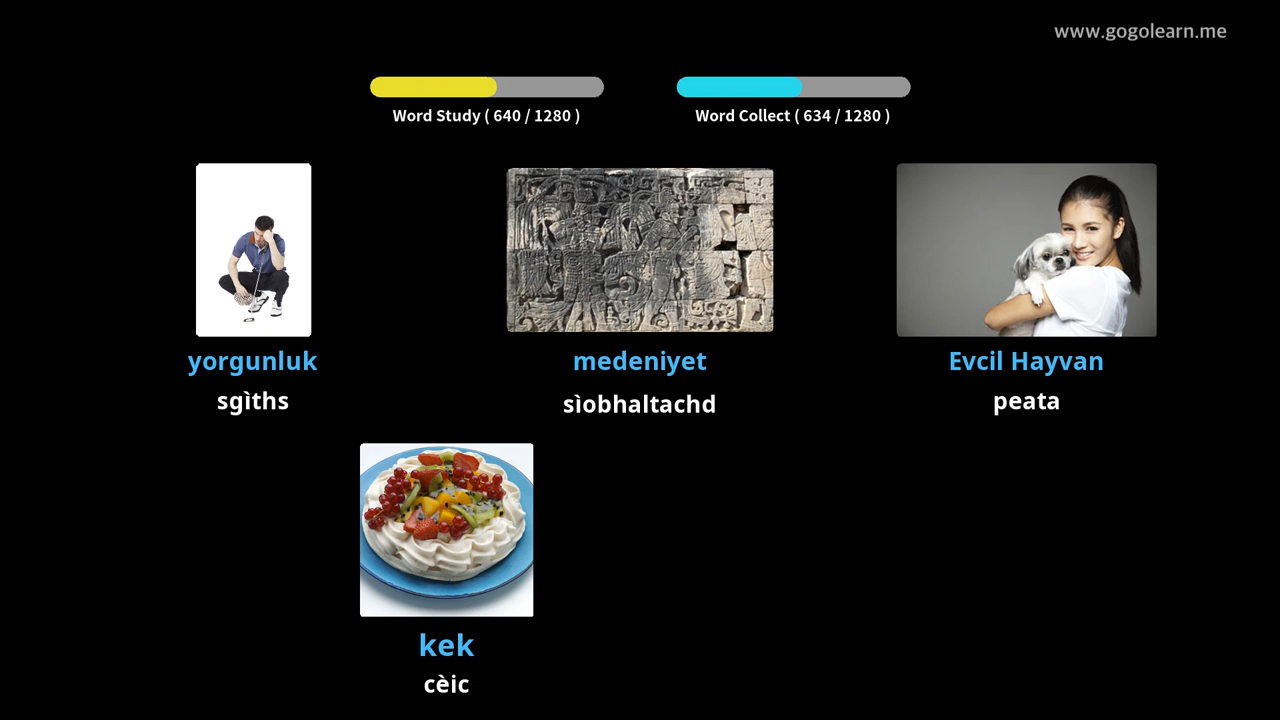 www.gogolearn.me
Word Study ( 640 / 1280 )
Word Collect ( 634 / 1280 )
yorgunluk
sgìths
medeniyet
sìobhaltachd
Evcil Hayvan
peata
kek
cèic